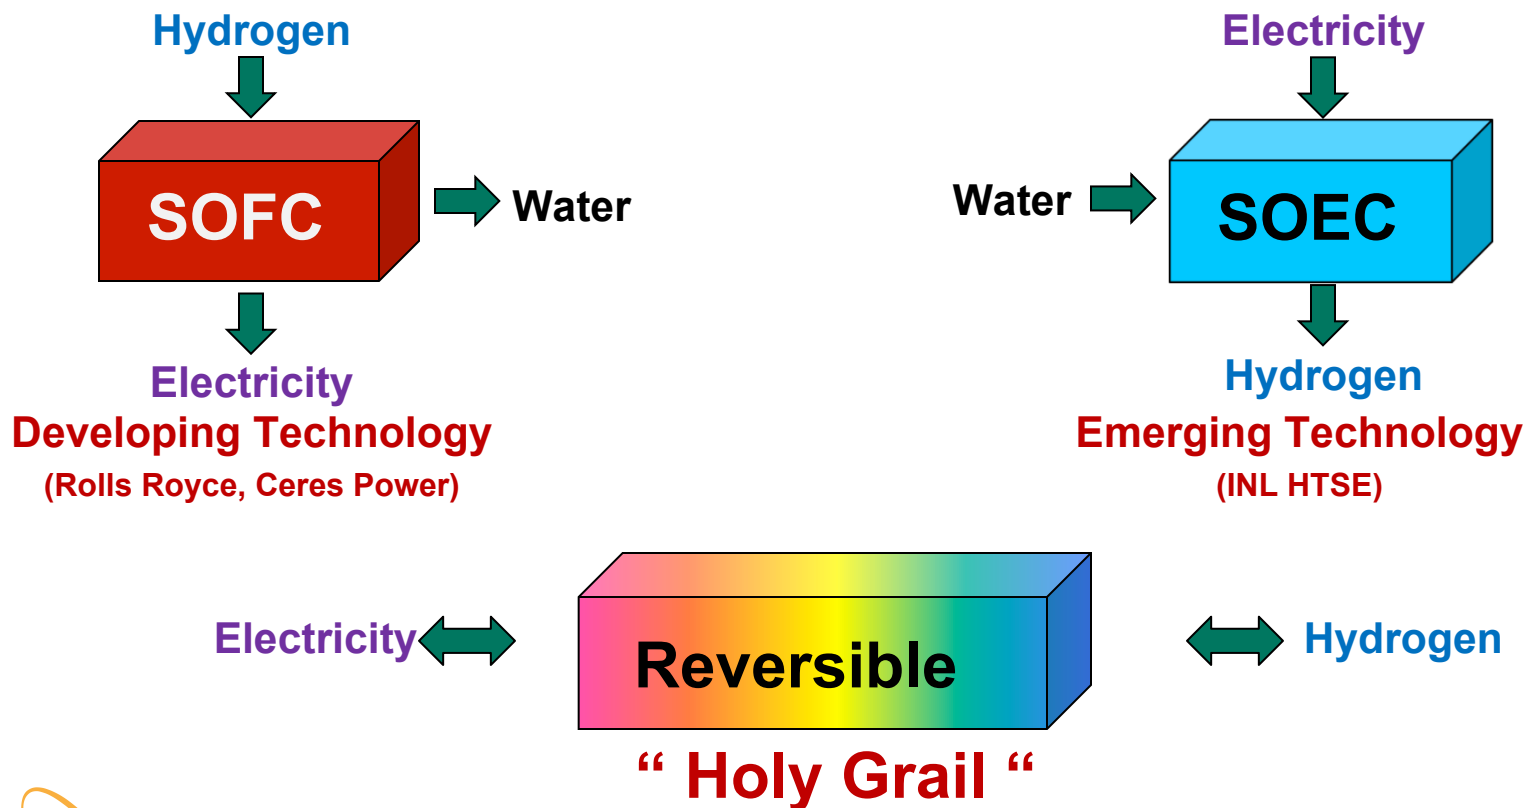 Hydrogen
SOFC
Water
Electricity
Developing Technology
(Rolls Royce, Ceres Power)
Electricity
Water
SOEC
Hydrogen
Emerging Technology
(INL HTSE)
Electricity
Reversible
Hydrogen
“ Holy Grail “